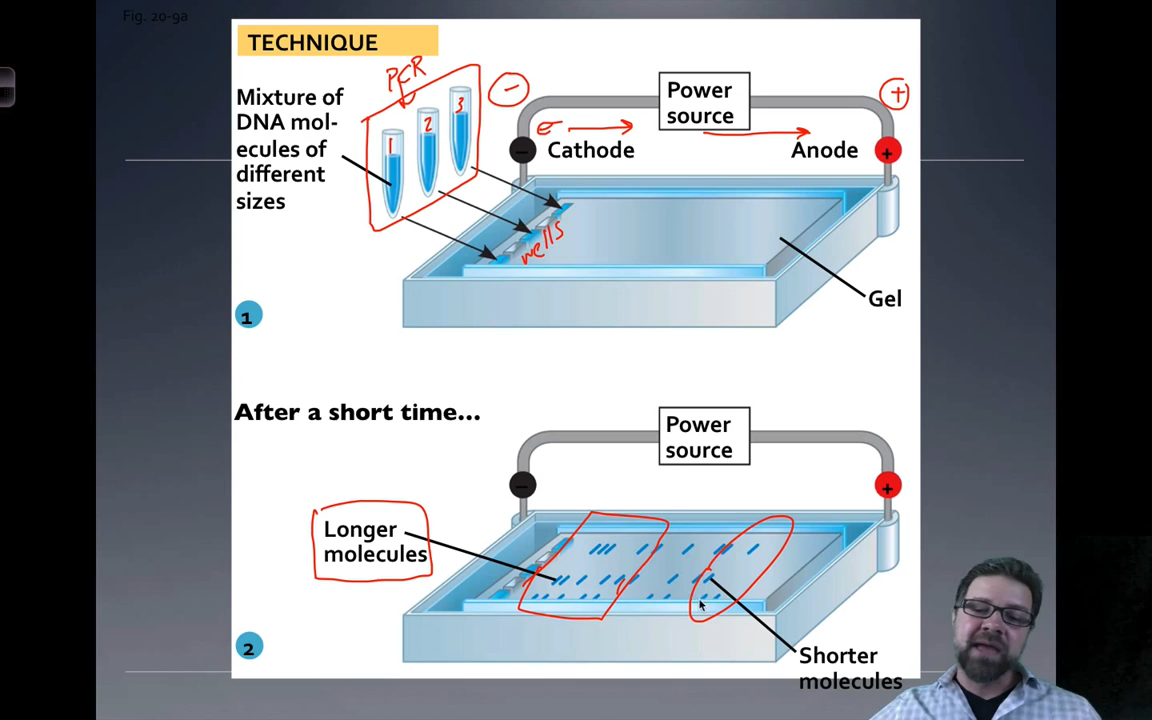 Fig. 20-9a
TECHNIQUE
PCR
Mixture of
DNA mol-
ecules of
different
sizes
1
2
3
−
+
Power
source
e⁻
−
Cathode
Anode
+
wells
Gel
1
After a short time...
Power
source
−
+
Longer
molecules
2
Shorter
molecules